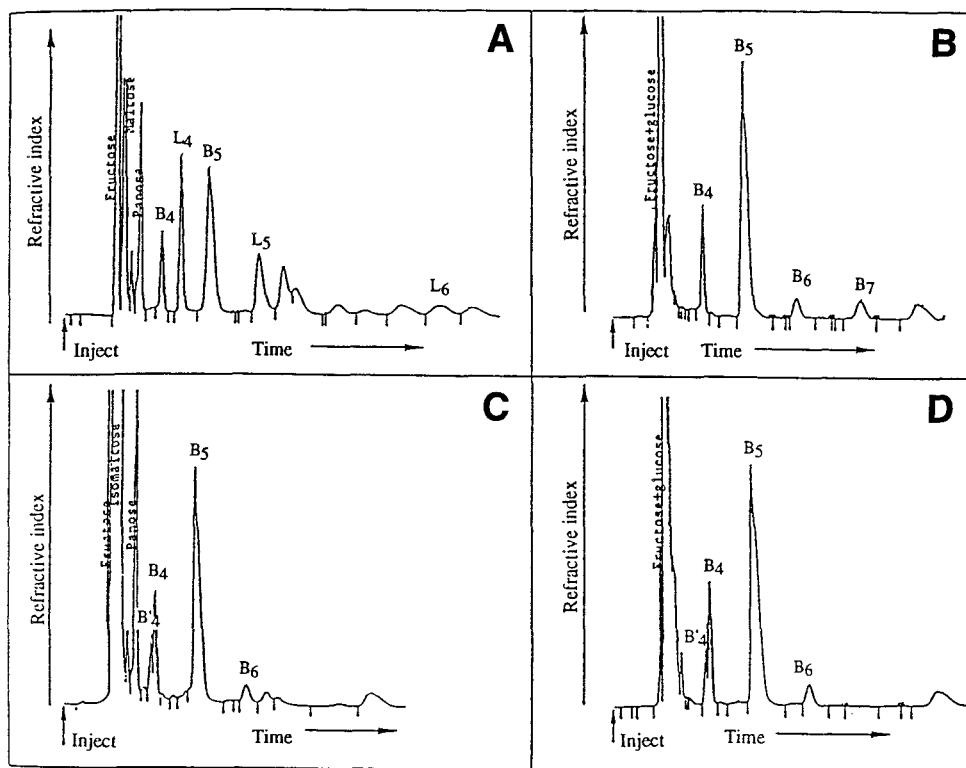 A
Refractive index
Fructose
Maltose
Panose
B4
L4
B5
L5
L6
Inject
Time
B
Refractive index
Fructose+glucose
B4
B5
B6
B7
Inject
Time
C
Refractive index
Fructose
Isomaltose
Panose
B'4
B4
B5
B6
Inject
Time
D
Refractive index
Fructose+glucose
B'4
B4
B5
B6
Inject
Time